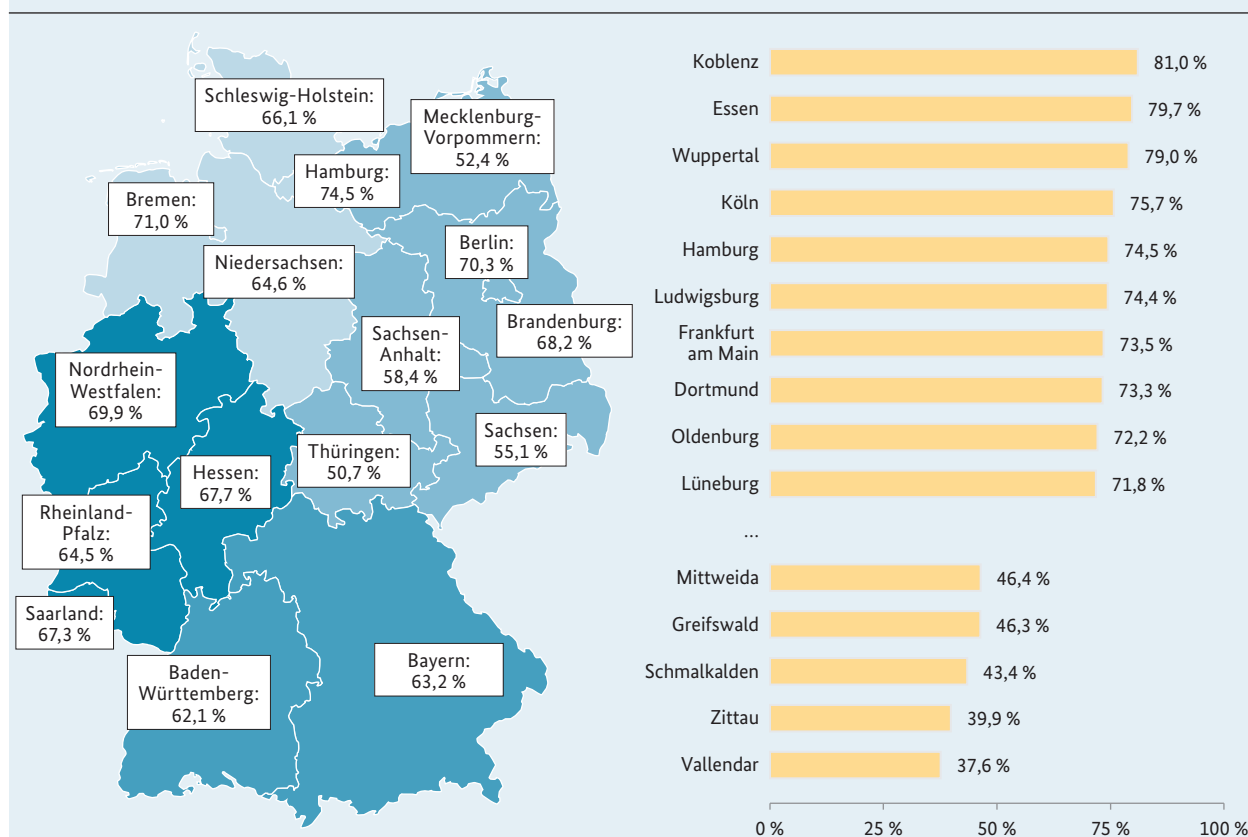 Schleswig-Holstein:
66,1 %
Mecklenburg-
Vorpommern:
52,4 %
Hamburg:
74,5 %
Bremen:
71,0 %
Berlin:
70,3 %
Niedersachsen:
64,6 %
Brandenburg:
68,2 %
Sachsen-
Anhalt:
58,4 %
Nordrhein-
Westfalen:
69,9 %
Sachsen:
55,1 %
Thüringen:
50,7 %
Hessen:
67,7 %
Rheinland-
Pfalz:
64,5 %
Saarland:
67,3 %
Baden-
Württemberg:
62,1 %
Bayern:
63,2 %
Koblenz 81,0 %
Essen 79,7 %
Wuppertal 79,0 %
Köln 75,7 %
Hamburg 74,5 %
Ludwigsburg 74,4 %
Frankfurt
am Main 73,5 %
Dortmund 73,3 %
Oldenburg 72,2 %
Lüneburg 71,8 %
...
Mittweida 46,4 %
Greifswald 46,3 %
Schmalkalden 43,4 %
Zittau 39,9 %
Vallendar 37,6 %
0 % 25 % 50 % 75 % 100 %